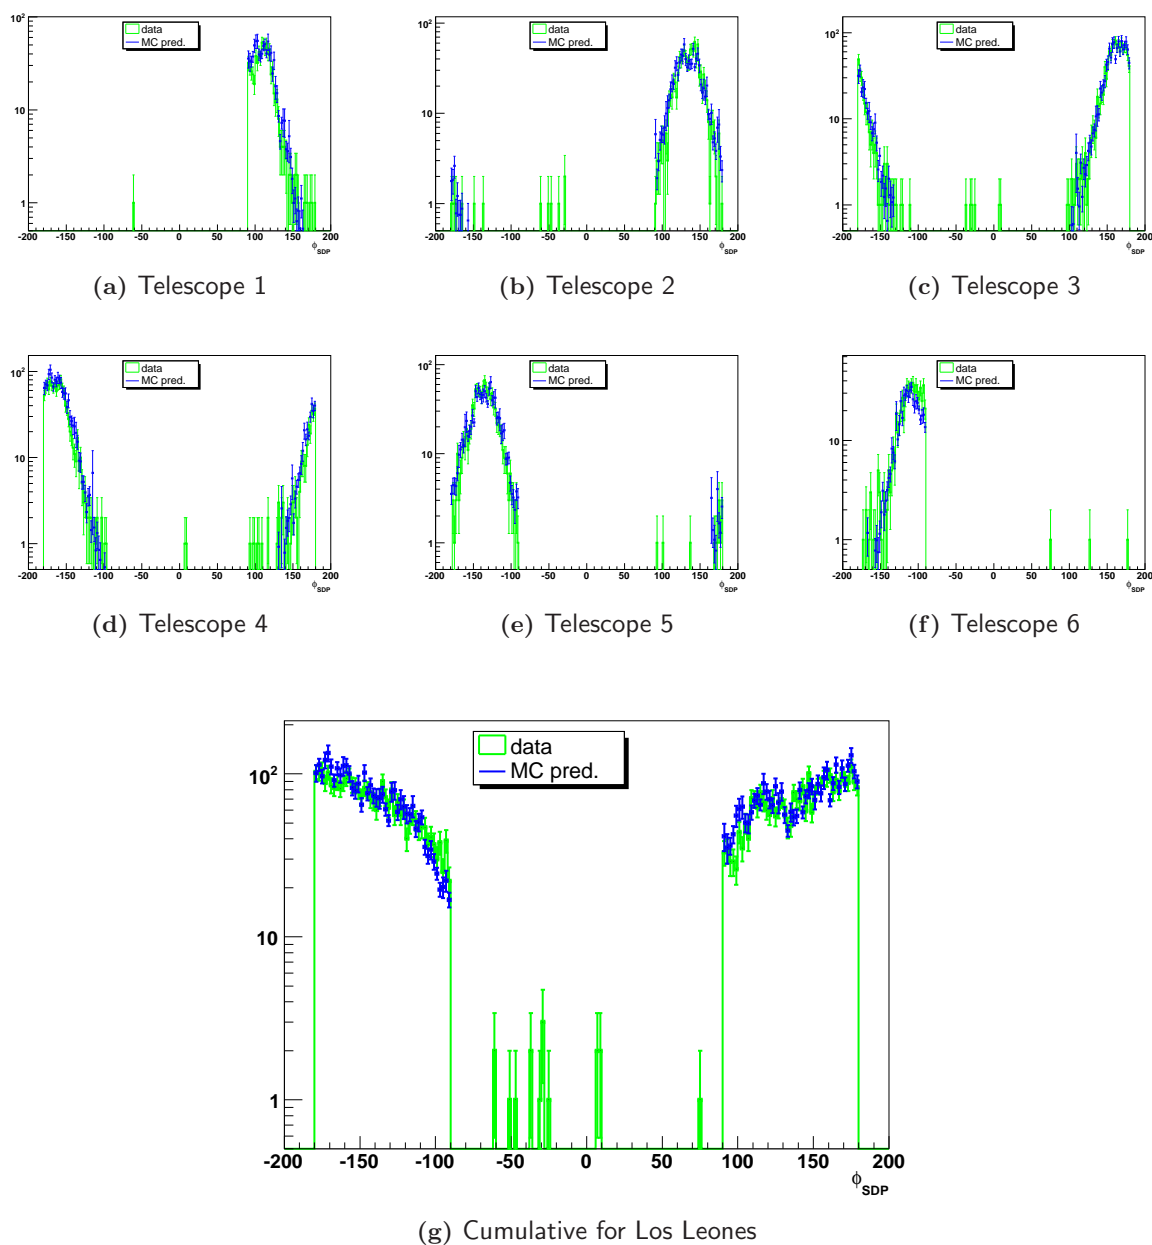 10²
10
1
data
MC pred.
-200 -150 -100 -50 0 50 100 150 200
ϕSDP
(a) Telescope 1
10²
10
1
data
MC pred.
-200 -150 -100 -50 0 50 100 150 200
ϕSDP
(b) Telescope 2
10²
10
1
data
MC pred.
-200 -150 -100 -50 0 50 100 150 200
ϕSDP
(c) Telescope 3
10²
10
1
data
MC pred.
-200 -150 -100 -50 0 50 100 150 200
ϕSDP
(d) Telescope 4
10²
10
1
data
MC pred.
-200 -150 -100 -50 0 50 100 150 200
ϕSDP
(e) Telescope 5
10
1
data
MC pred.
-200 -150 -100 -50 0 50 100 150 200
ϕSDP
(f) Telescope 6
10²
10
1
data
MC pred.
-200 -150 -100 -50 0 50 100 150 200
ϕSDP
(g) Cumulative for Los Leones